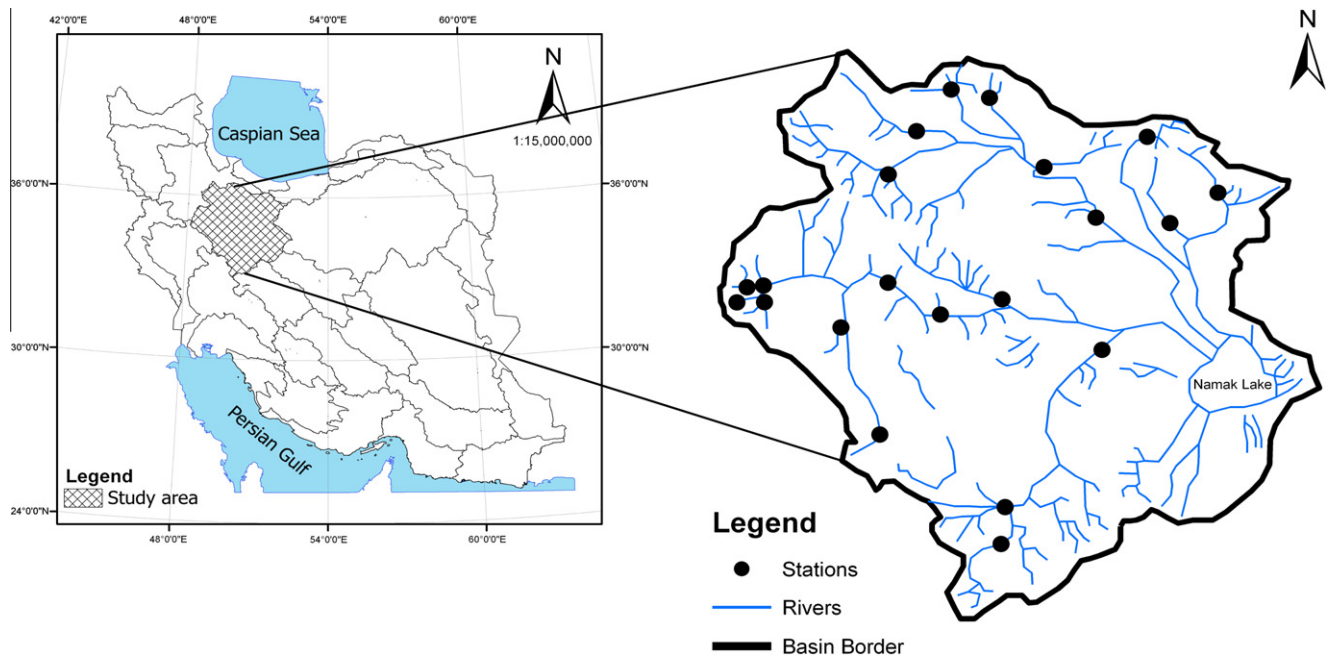 42°0'0"E 48°0'0"E 54°0'0"E 60°0'0"E
N
1:15,000,000
Caspian Sea
36°0'0"N 36°0'0"N
30°0'0"N 30°0'0"N
Persian Gulf
Legend
Study area
24°0'0"N 24°0'0"N
48°0'0"E 54°0'0"E 60°0'0"E
N
Namak Lake
Legend
Stations
Rivers
Basin Border